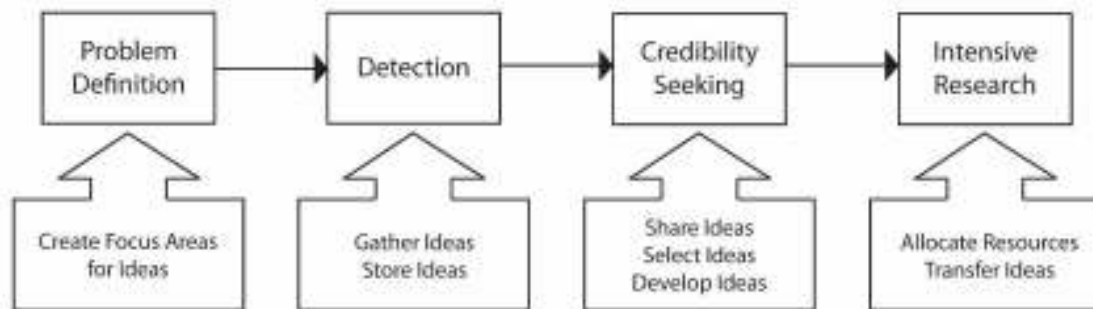 Problem
Definition
Detection
Credibility
Seeking
Intensive
Research
Create Focus Areas
for Ideas
Gather Ideas
Store Ideas
Share Ideas
Select Ideas
Develop Ideas
Allocate Resources
Transfer Ideas